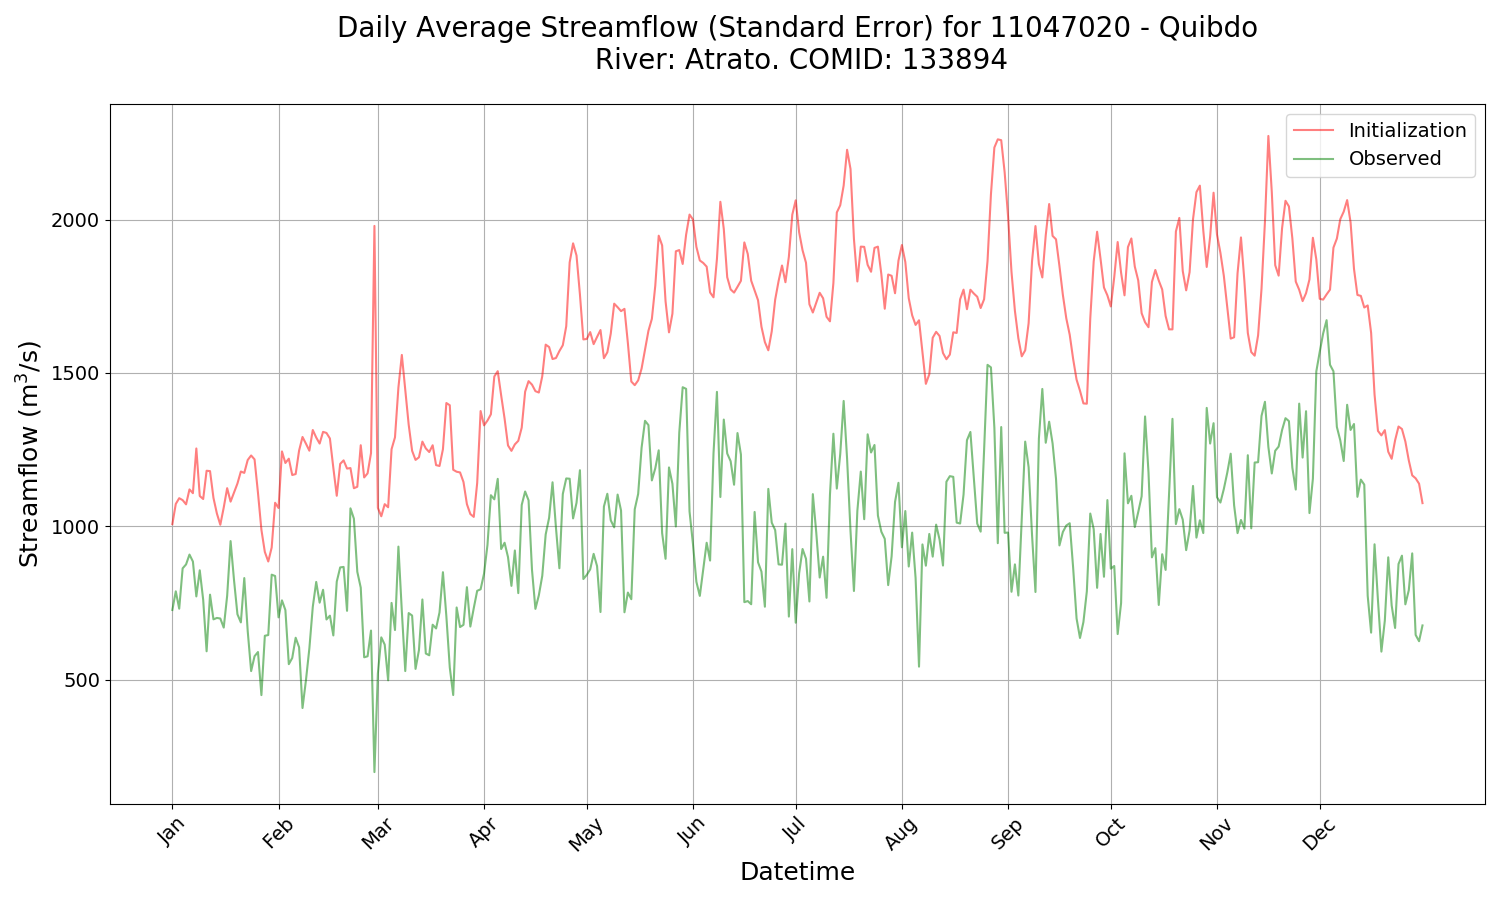 Daily Average Streamflow (Standard Error) for 11047020 - Quibdo
River: Atrato. COMID: 133894
Initialization
Observed
Streamflow (m³/s)
2000
1500
1000
500
Jan
Feb
Mar
Apr
May
Jun
Jul
Aug
Sep
Oct
Nov
Dec
Datetime